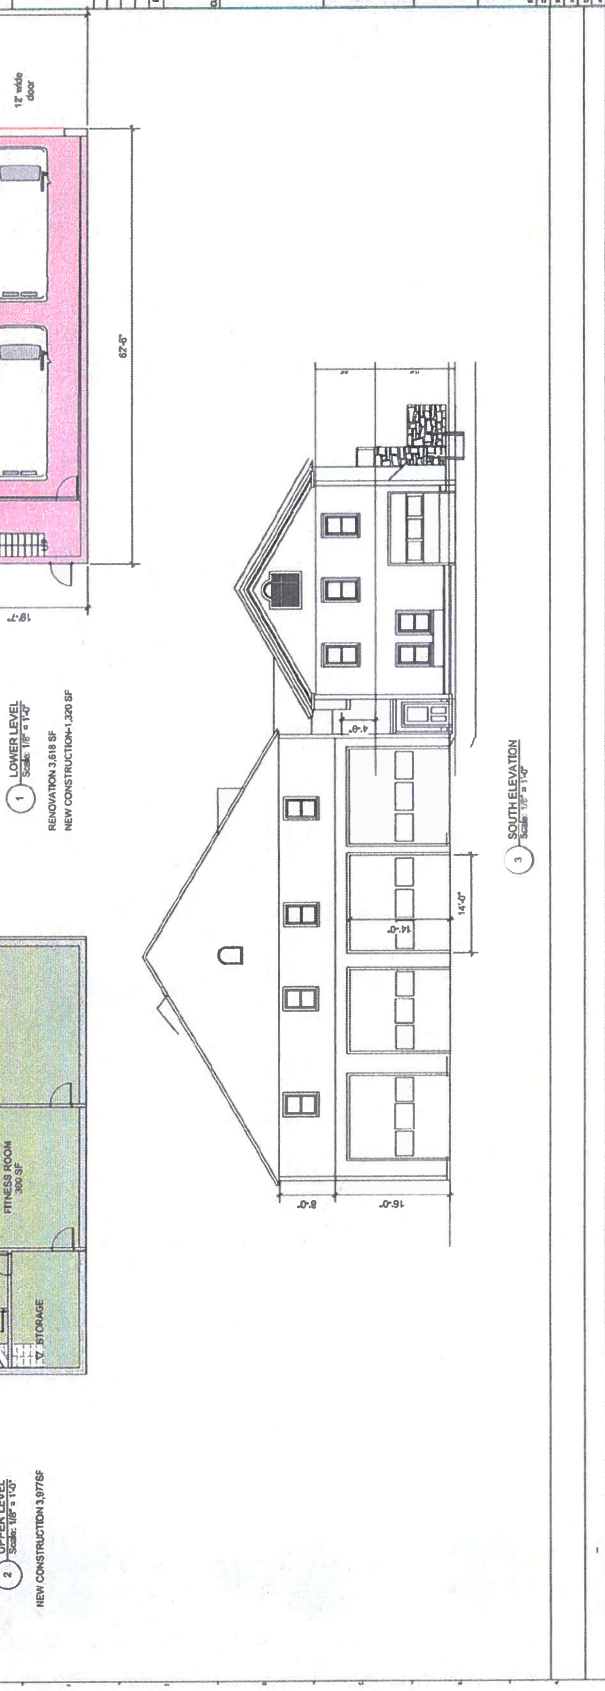 12' wide
door
62'-6"
19'-7"
UP
1
LOWER LEVEL
Scale: 1/8" = 1'-0"
RENOVATION 3,618 SF
NEW CONSTRUCTION-1,320 SF
FITNESS ROOM
300 SF
STORAGE
2
UPPER LEVEL
Scale: 1/8" = 1'-0"
NEW CONSTRUCTION 3,977SF
4'-9"
14'-0"
14'-0"
8'-0"
16'-0"
3
SOUTH ELEVATION
Scale: 1/8" = 1'-0"